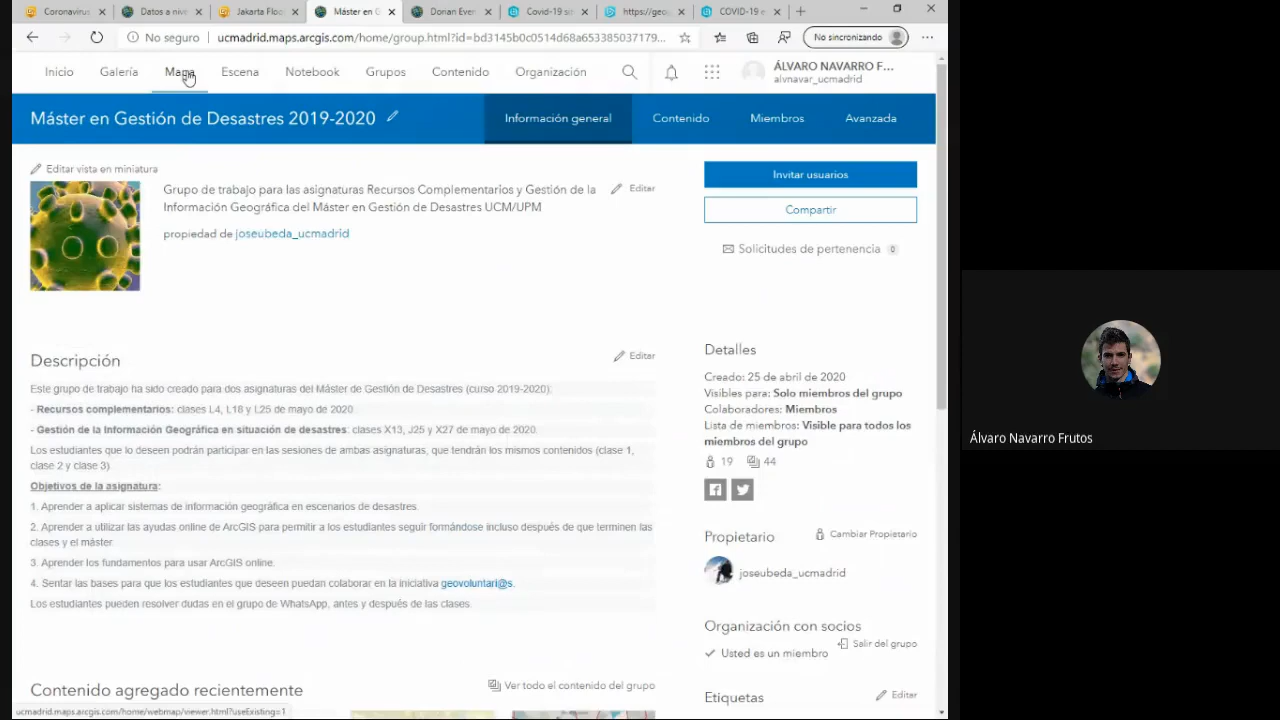 Coronavirus
Datos a nive
Jakarta Floo
Máster en G
Dorian Even
Covid-19 si
https://geo
COVID-19 e
No seguro
ucmadrid.maps.arcgis.com/home/group.html?id=bd3145b0c0514d68a653385037179...
No sincronizando
Inicio
Galería
Mapa
Escena
Notebook
Grupos
Contenido
Organización
ÁLVARO NAVARRO F...
alvnavar_ucmadrid
Máster en Gestión de Desastres 2019-2020
Información general
Contenido
Miembros
Avanzada
Editar vista en miniatura
Grupo de trabajo para las asignaturas Recursos Complementarios y Gestión de la
Información Geográfica del Máster en Gestión de Desastres UCM/UPM
Editar
propiedad de joseubeda_ucmadrid
Invitar usuarios
Compartir
Solicitudes de pertenencia 0
Descripción
Editar
Este grupo de trabajo ha sido creado para dos asignaturas del Máster de Gestión de Desastres (curso 2019-2020):
- Recursos complementarios: clases L4, L18 y L25 de mayo de 2020.
- Gestión de la Información Geográfica en situación de desastres: clases X13, J25 y X27 de mayo de 2020.
Los estudiantes que lo deseen podrán participar en las sesiones de ambas asignaturas, que tendrán los mismos contenidos (clase 1,
clase 2 y clase 3).
Objetivos de la asignatura:
1. Aprender a aplicar sistemas de información geográfica en escenarios de desastres.
2. Aprender a utilizar las ayudas online de ArcGIS para permitir a los estudiantes seguir formándose incluso después de que terminen las
clases y el máster.
3. Aprender los fundamentos para usar ArcGIS online.
4. Sentar las bases para que los estudiantes que deseen puedan colaborar en la iniciativa geovoluntari@s.
Los estudiantes pueden resolver dudas en el grupo de WhatsApp, antes y después de las clases.
Detalles
Creado: 25 de abril de 2020
Visibles para: Solo miembros del grupo
Colaboradores: Miembros
Lista de miembros: Visible para todos los
miembros del grupo
19
44
Propietario
Cambiar Propietario
joseubeda_ucmadrid
Organización con socios
Salir del grupo
Usted es un miembro
Etiquetas
Editar
Contenido agregado recientemente
Ver todo el contenido del grupo
ucmadrid.maps.arcgis.com/home/webmap/viewer.html?useExisting=1
Álvaro Navarro Frutos